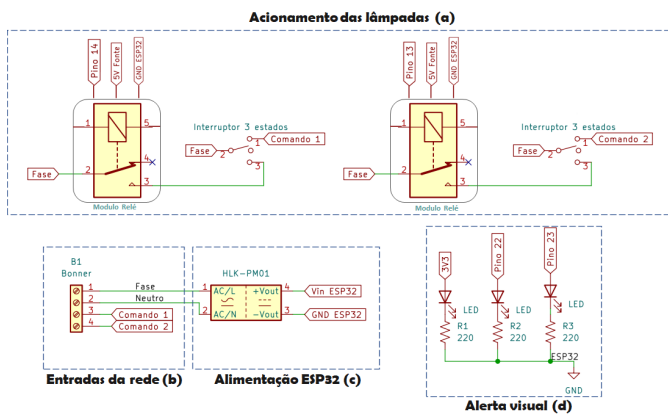 Acionamento das lâmpadas (a)
Pino 14
5V Fonte
GND ESP32
1
5
4
2
3
Fase
Modulo Relé
Interruptor 3 estados
Fase
2
1
3
Comando 1
Pino 13
5V Fonte
GND ESP32
1
5
4
2
3
Fase
Modulo Relé
Interruptor 3 estados
Fase
2
1
3
Comando 2
B1
Bonner
1
2
3
4
Fase
Neutro
Comando 1
Comando 2
Entradas da rede (b)
HLK-PM01
1
2
AC/L
+Vout
AC/N
-Vout
4
3
Vin ESP32
GND ESP32
Alimentação ESP32 (c)
3V3
Pino 22
Pino 23
LED
LED
LED
R1
220
R2
220
R3
220
ESP32
GND
Alerta visual (d)